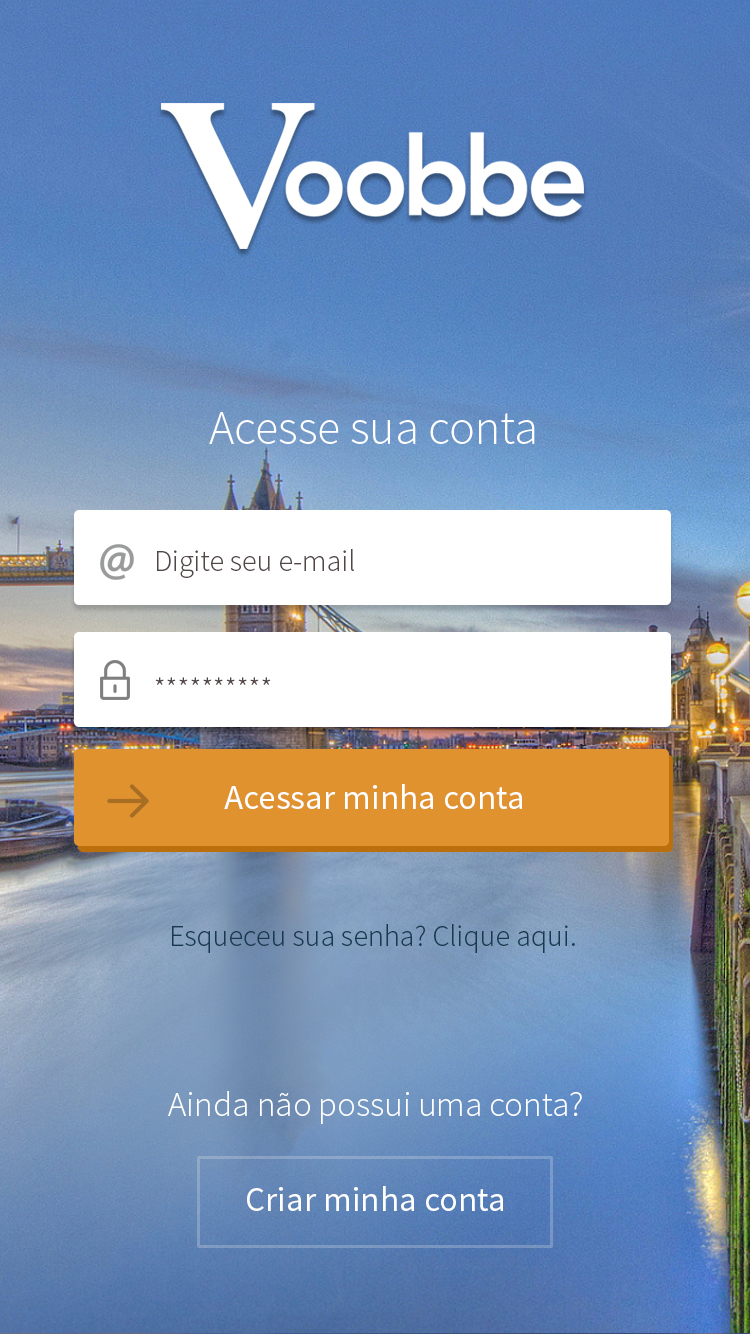 Voobbe
Acesse sua conta
@ Digite seu e-mail
**********
Acessar minha conta
Esqueceu sua senha? Clique aqui.
Ainda não possui uma conta?
Criar minha conta